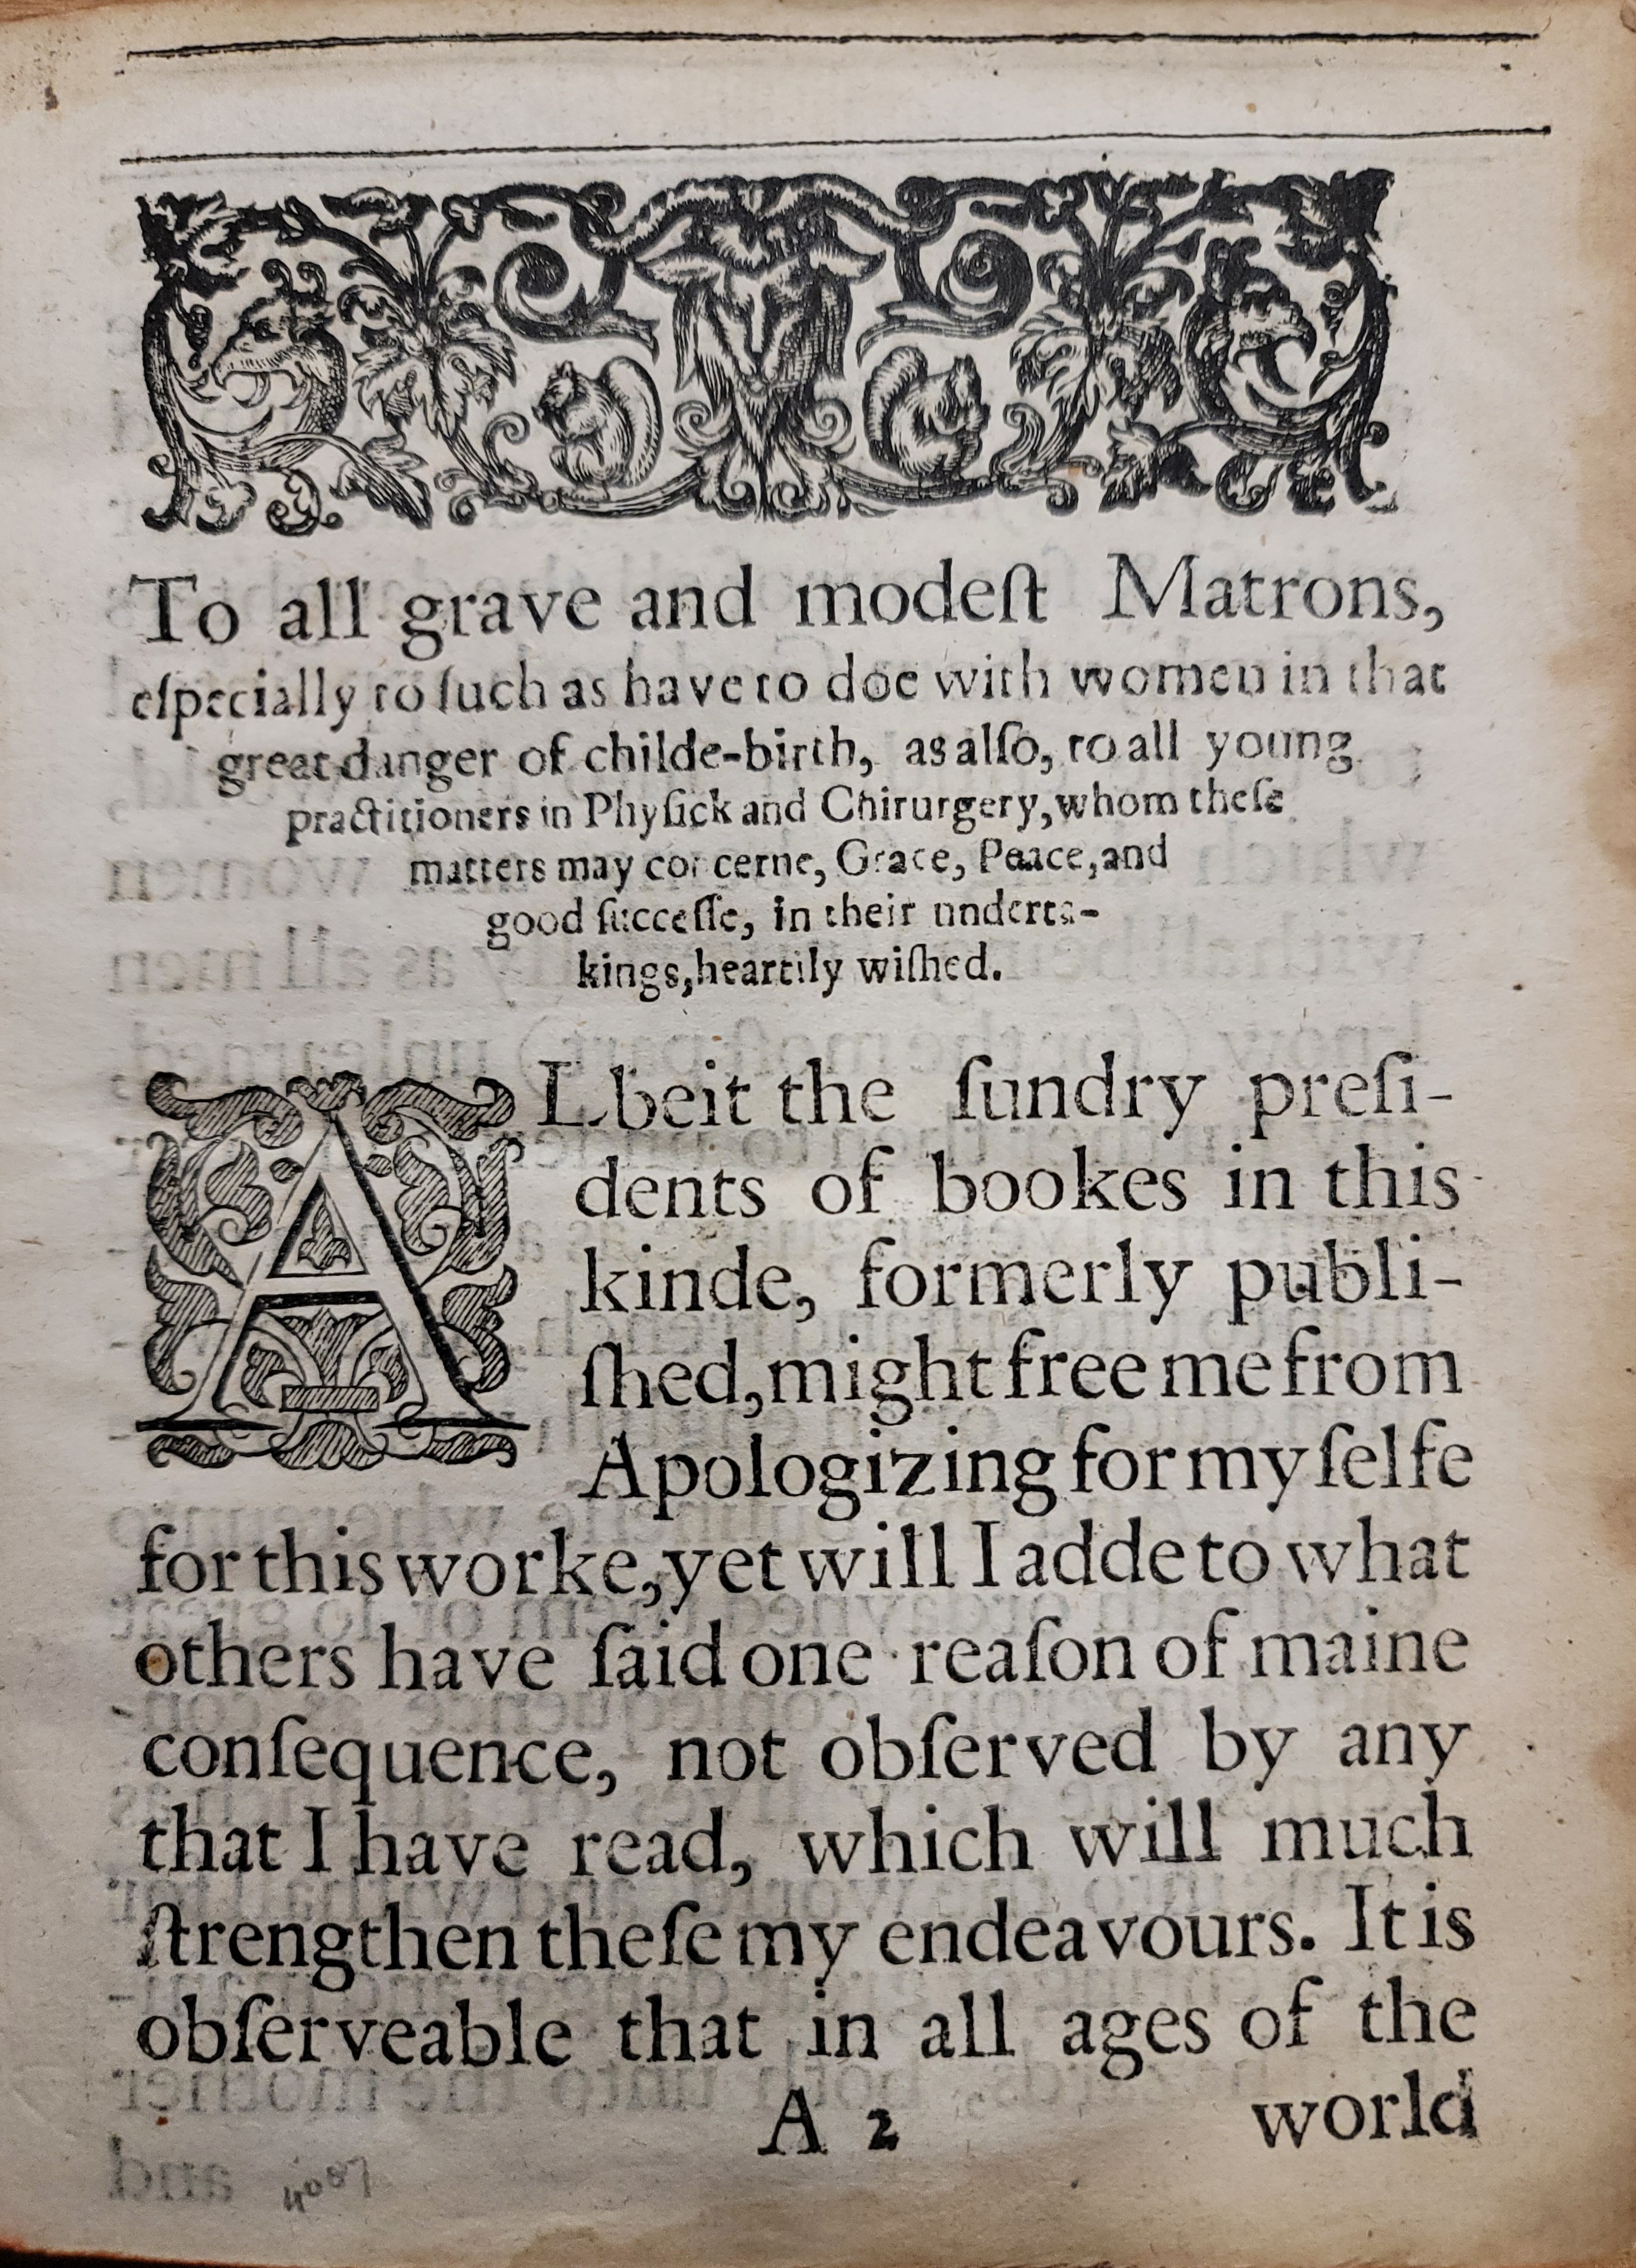 To all grave and modeſt Matrons,
eſpecially to ſuch as have to doe with women in that
great danger of childe-birth, as alſo, to all young
practitioners in Phyſick and Chirurgery, whom theſe
matters may concerne, Grace, Peace, and
good ſucceſſe, in their underta-
kings, heartily wiſhed.
ALbeit the ſundry preſi-
dents of bookes in this
kinde, formerly publi-
ſhed, might free me from
Apologizing for my ſelfe
for this worke, yet will I adde to what
others have ſaid one reaſon of maine
conſequence, not obſerved by any
that I have read, which will much
ſtrengthen theſe my endeavours. It is
obſerveable that in all ages of the
A 2 world
4087